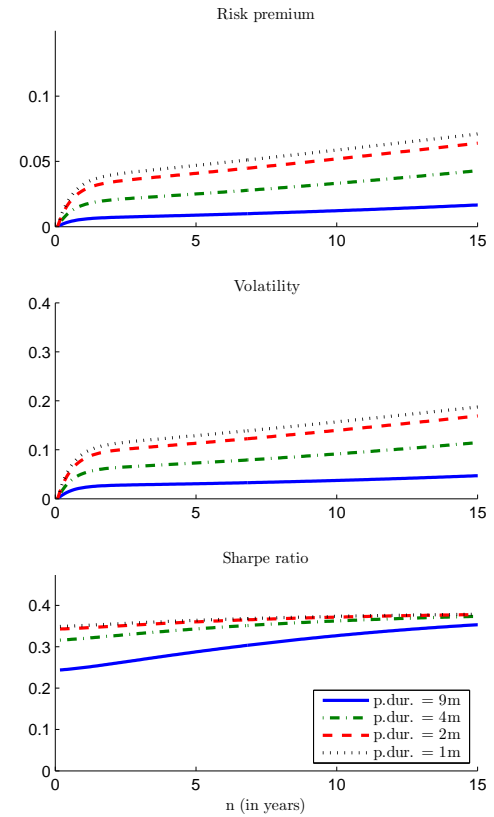 Risk premium
0.1
0.05
0
0 5 10 15
Volatility
0.4
0.3
0.2
0.1
0
0 5 10 15
Sharpe ratio
0.4
0.3
0.2
0.1
0
p.dur. = 9m
p.dur. = 4m
p.dur. = 2m
p.dur. = 1m
0 5 10 15
n (in years)